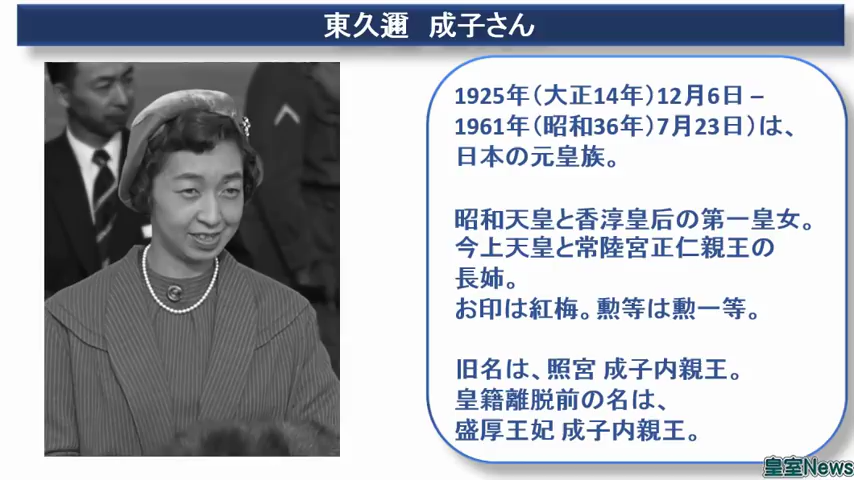 東久邇 成子さん
1925年（大正14年）12月6日 –
1961年（昭和36年）7月23日）は、
日本の元皇族。
昭和天皇と香淳皇后の第一皇女。
今上天皇と常陸宮正仁親王の
長姉。
お印は紅梅。勲等は勲一等。
旧名は、照宮 成子内親王。
皇籍離脱前の名は、
盛厚王妃 成子内親王。
皇室News